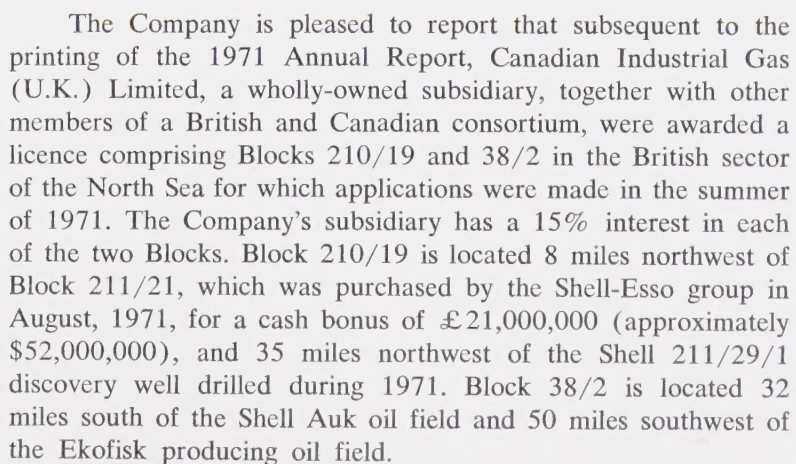 The Company is pleased to report that subsequent to the
printing of the 1971 Annual Report, Canadian Industrial Gas
(U.K.) Limited, a wholly-owned subsidiary, together with other
members of a British and Canadian consortium, were awarded a
licence comprising Blocks 210/19 and 38/2 in the British sector
of the North Sea for which applications were made in the summer
of 1971. The Company's subsidiary has a 15% interest in each
of the two Blocks. Block 210/19 is located 8 miles northwest of
Block 211/21, which was purchased by the Shell-Esso group in
August, 1971, for a cash bonus of £21,000,000 (approximately
$52,000,000), and 35 miles northwest of the Shell 211/29/1
discovery well drilled during 1971. Block 38/2 is located 32
miles south of the Shell Auk oil field and 50 miles southwest of
the Ekofisk producing oil field.